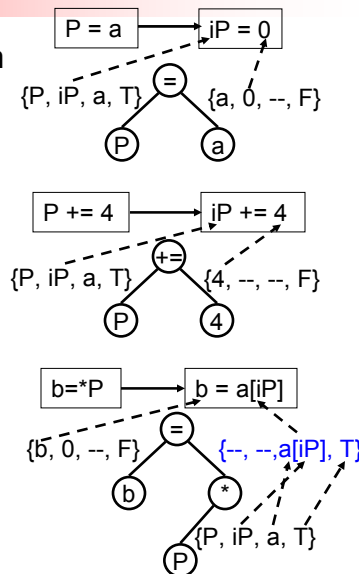 P = a iP = 0
{P, iP, a, T} = {a, 0, --, F}
P a
P += 4 iP += 4
+=
{P, iP, a, T} {4, --, --, F}
P 4
b=*P b = a[iP]
=
{b, 0, --, F} {--, --,a[iP], T}
b *
{P, iP, a, T}
P